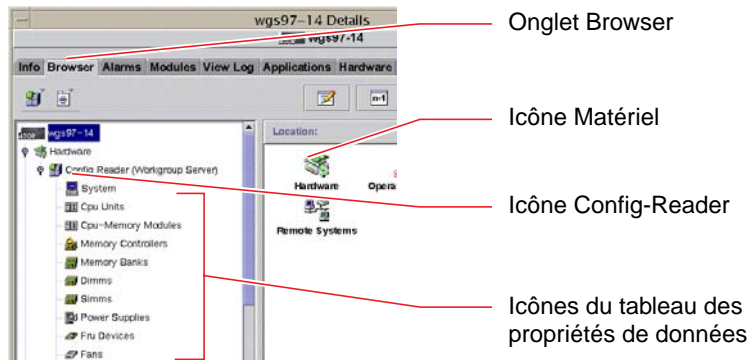 wgs97-14 Details
wgs97-14
Info Browser Alarms Modules View Log Applications Hardware
wgs97-14
Hardware
Config Reader (Workgroup Server)
System
Cpu Units
Cpu-Memory Modules
Memory Controllers
Memory Banks
Dimms
Simms
Power Supplies
Fru Devices
Fans
Location:
Hardware
Remote Systems
Onglet Browser
Icône Matériel
Icône Config-Reader
Icônes du tableau des
propriétés de données